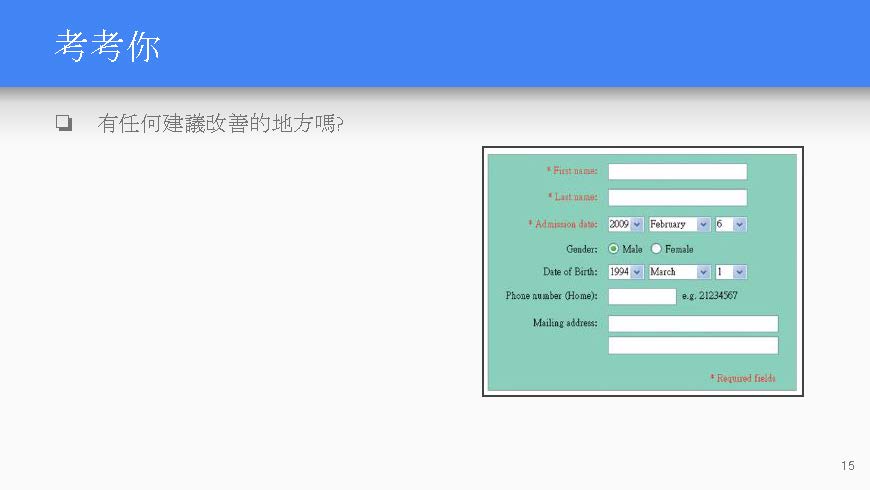 考考你
❏ 有任何建議改善的地方嗎?
* First name:
* Last name:
* Admission date: 2009 February 6
Gender: Male Female
Date of Birth: 1994 March 1
Phone number (Home): e.g. 21234567
Mailing address:
* Required fields
15